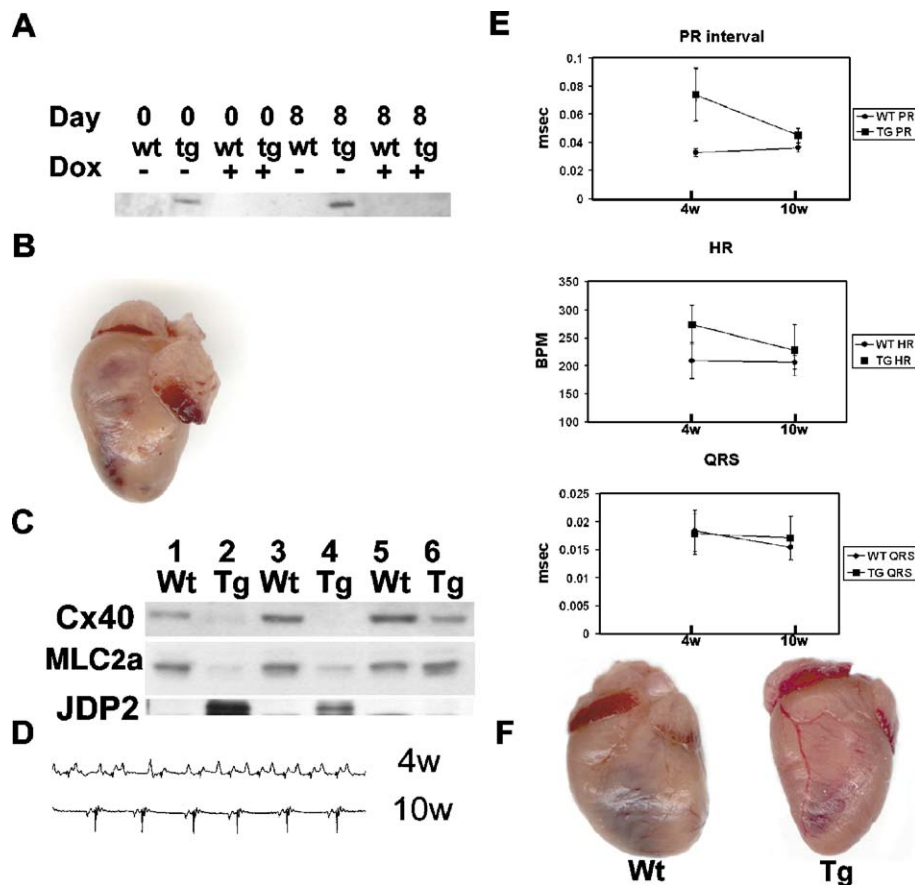 A
Day 0 0 0 0 8 8 8 8
wt tg wt tg wt tg wt tg
Dox - - + + - - + +
B
C
1 2 3 4 5 6
Wt Tg Wt Tg Wt Tg
Cx40
MLC2a
JDP2
D
4w
10w
E
PR interval
0.1
0.08
0.06
0.04
0.02
0
msec
4w 10w
WT PR
TG PR
HR
350
300
250
200
150
100
BPM
4w 10w
WT HR
TG HR
QRS
0.025
0.02
0.015
0.01
0.005
0
msec
4w 10w
WT QRS
TG QRS
F
Wt Tg